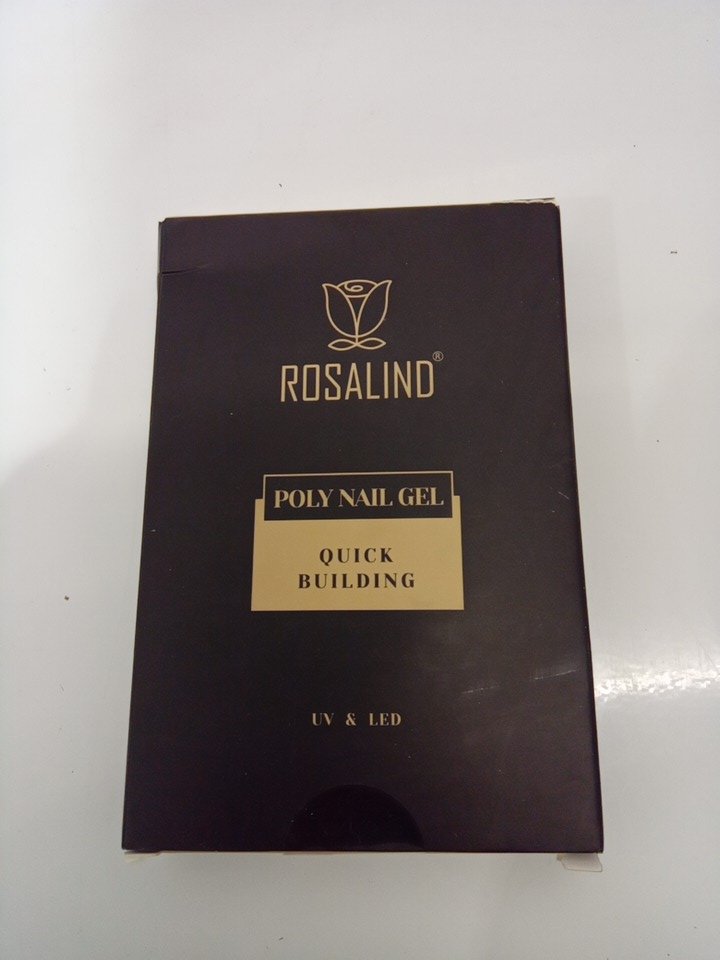 ROSALIND®
POLY NAIL GEL
QUICK
BUILDING
UV & LED